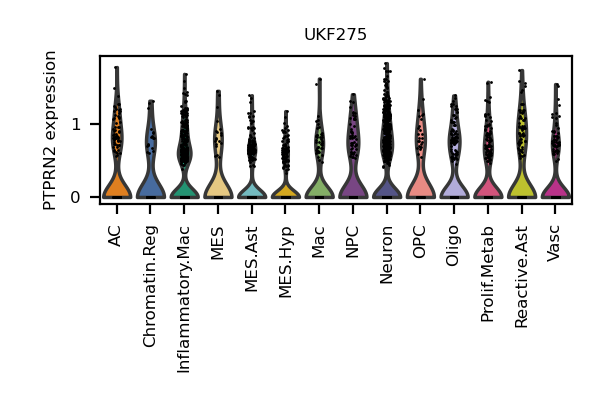 UKF275
PTPRN2 expression
1
0
AC
Chromatin.Reg
Inflammatory.Mac
MES
MES.Ast
MES.Hyp
Mac
NPC
Neuron
OPC
Oligo
Prolif.Metab
Reactive.Ast
Vasc